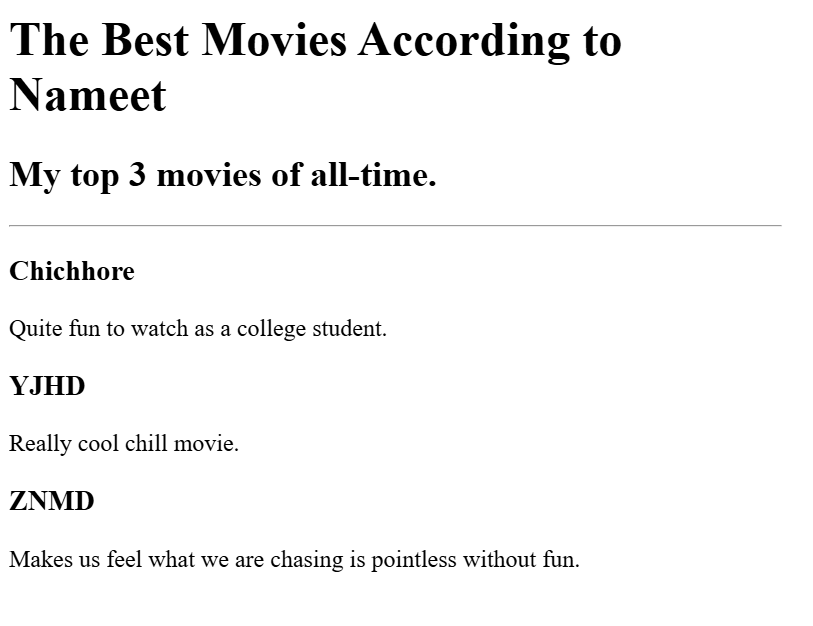 The Best Movies According to
Nameet
My top 3 movies of all-time.
Chichhore
Quite fun to watch as a college student.
YJHD
Really cool chill movie.
ZNMD
Makes us feel what we are chasing is pointless without fun.